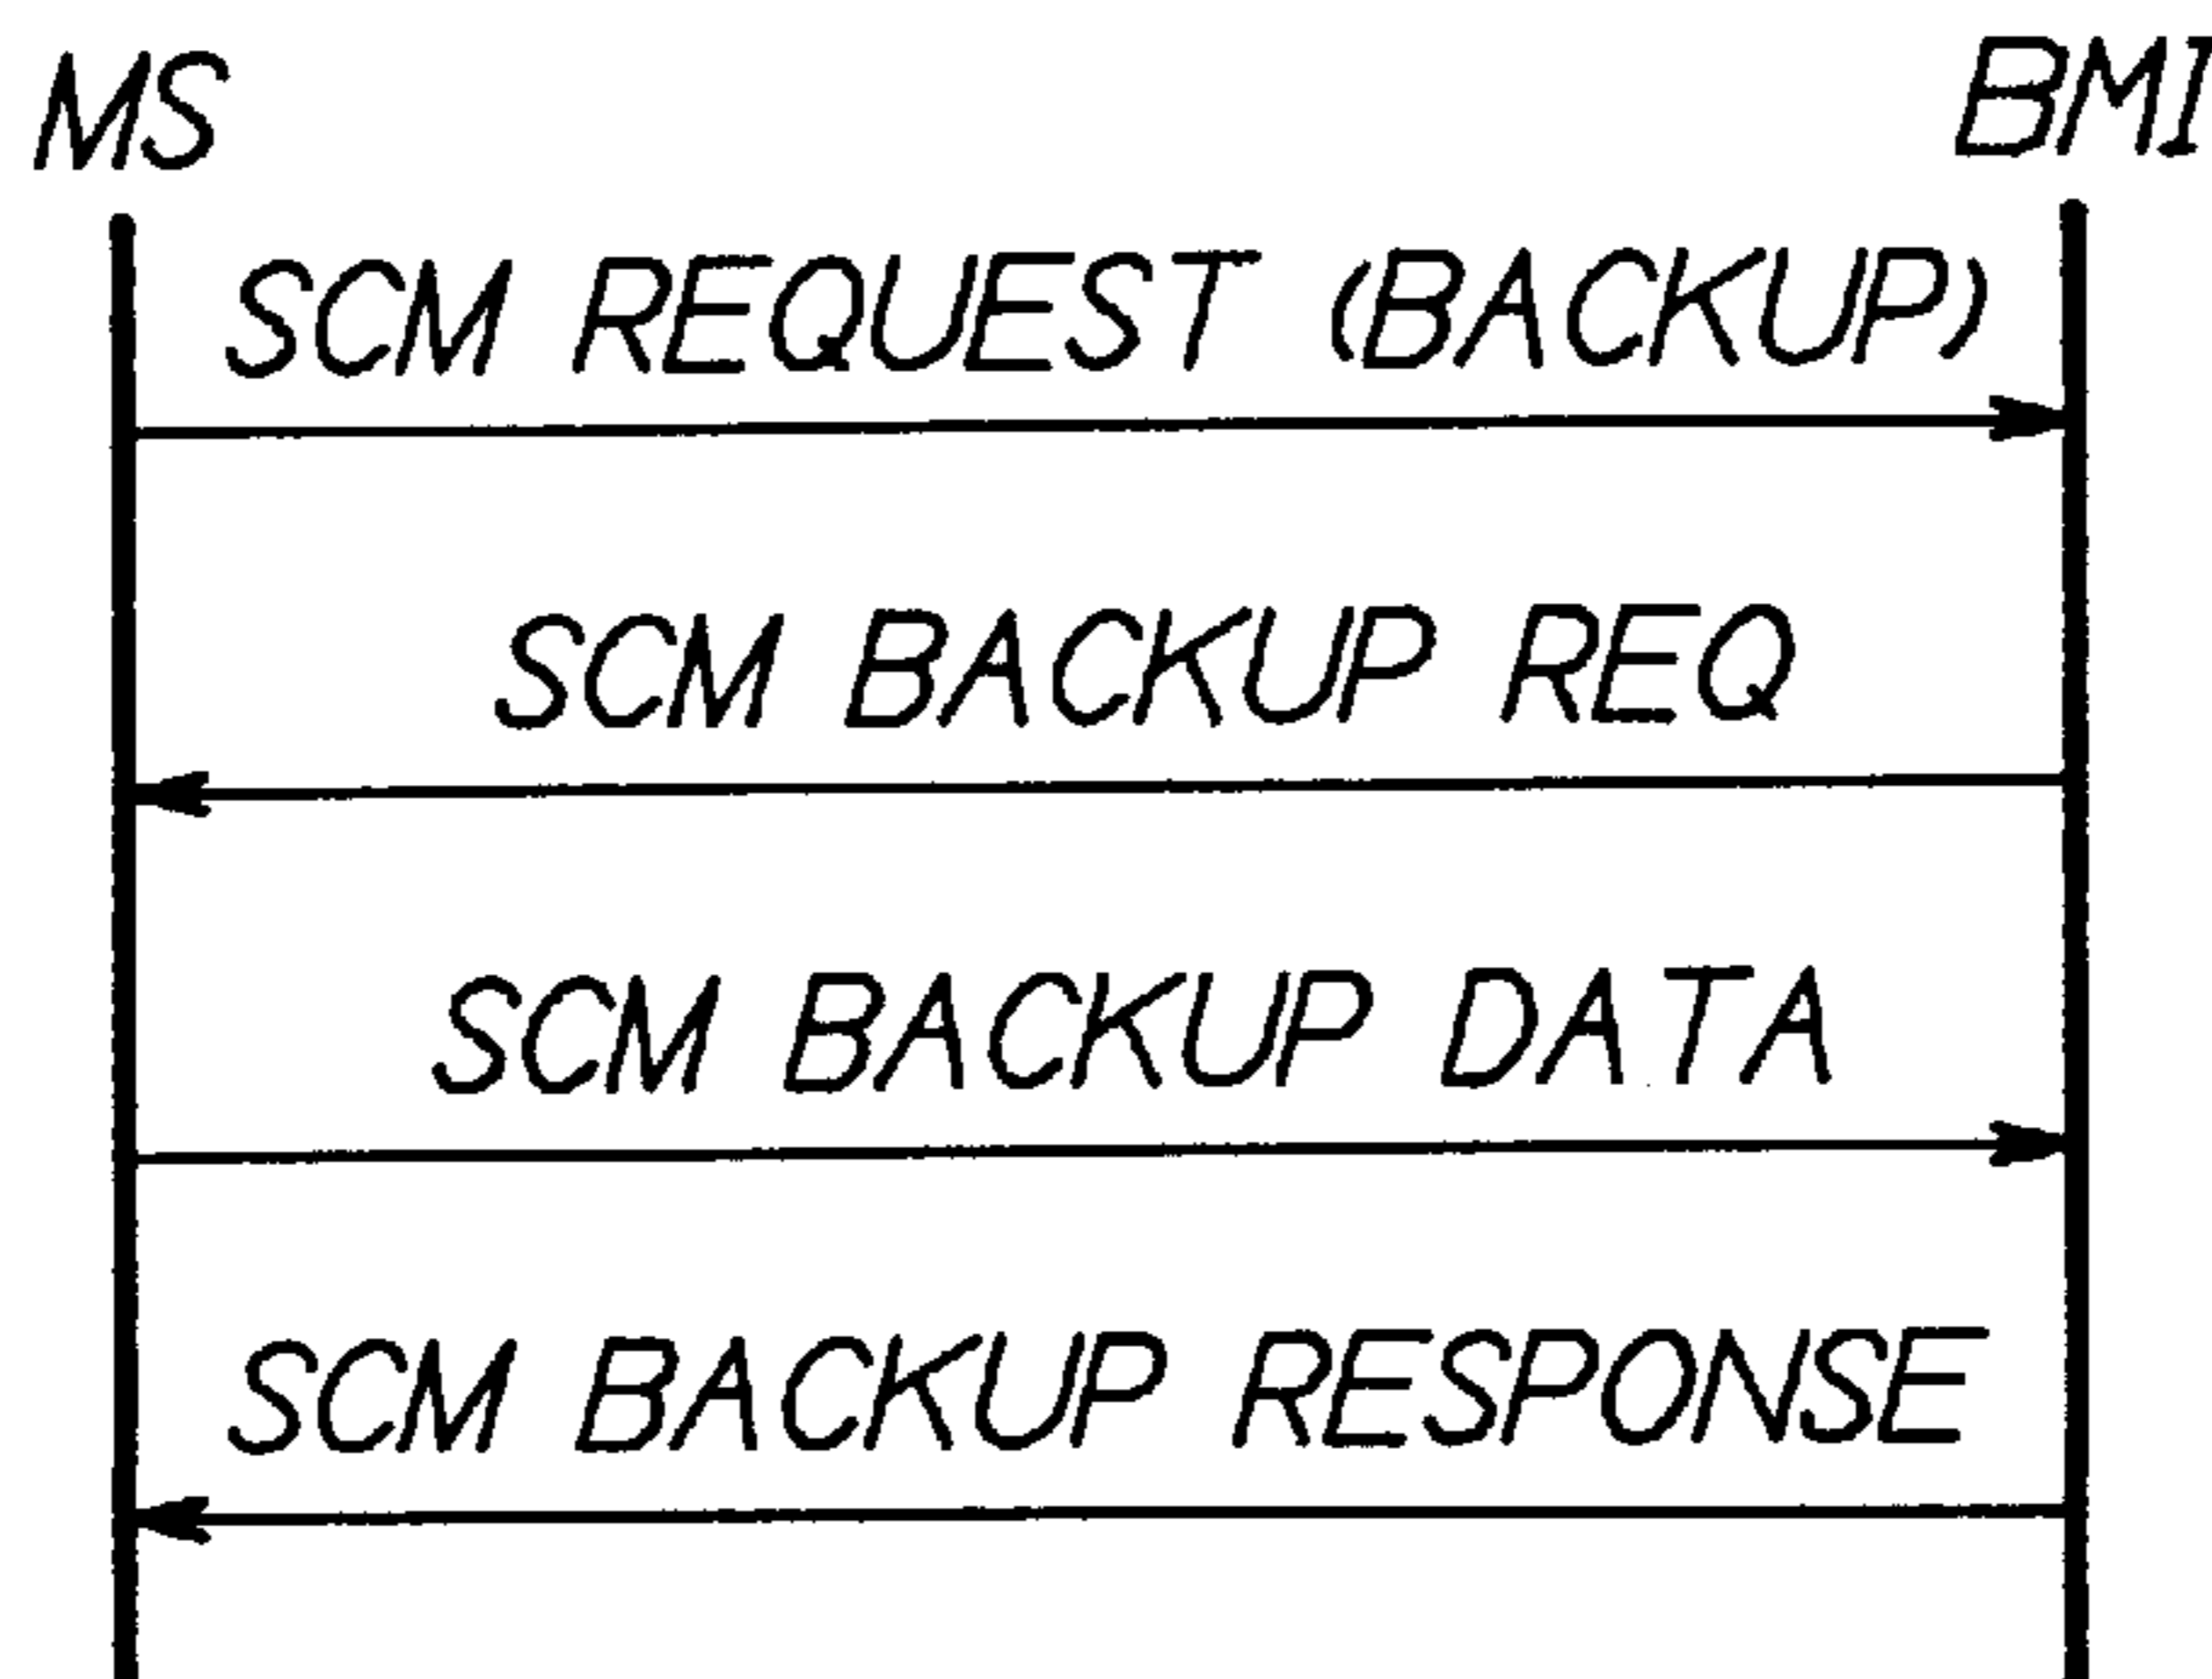 MS BMI
SCM REQUEST (BACKUP)
SCM BACKUP REQ
SCM BACKUP DATA
SCM BACKUP RESPONSE